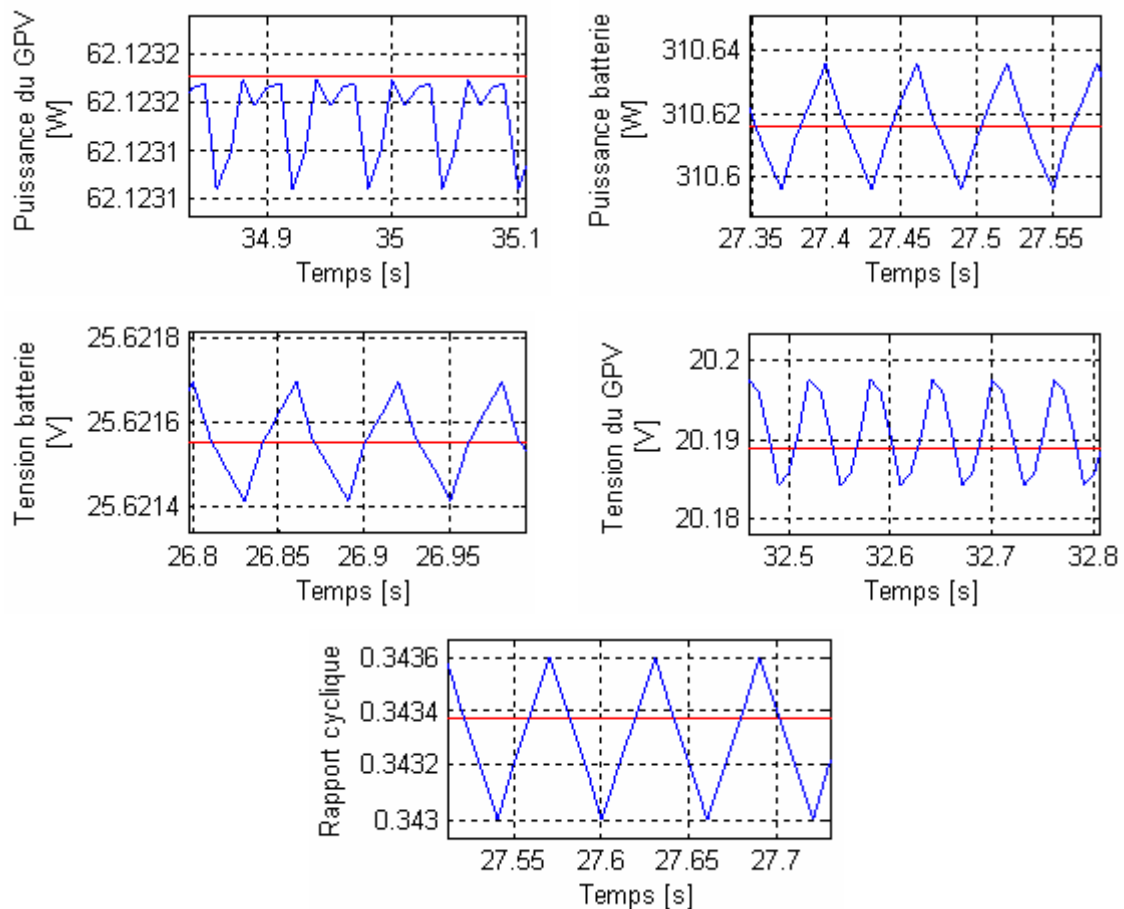 Puissance du GPV
[W]
62.1232
62.1232
62.1231
62.1231
34.9 35 35.1
Temps [s]
Puissance batterie
[W]
310.64
310.62
310.6
27.35 27.4 27.45 27.5 27.55
Temps [s]
Tension batterie
[V]
25.6218
25.6216
25.6214
26.8 26.85 26.9 26.95
Temps [s]
Tension du GPV
[V]
20.2
20.19
20.18
32.5 32.6 32.7 32.8
Temps [s]
Rapport cyclique
0.3436
0.3434
0.3432
0.343
27.55 27.6 27.65 27.7
Temps [s]